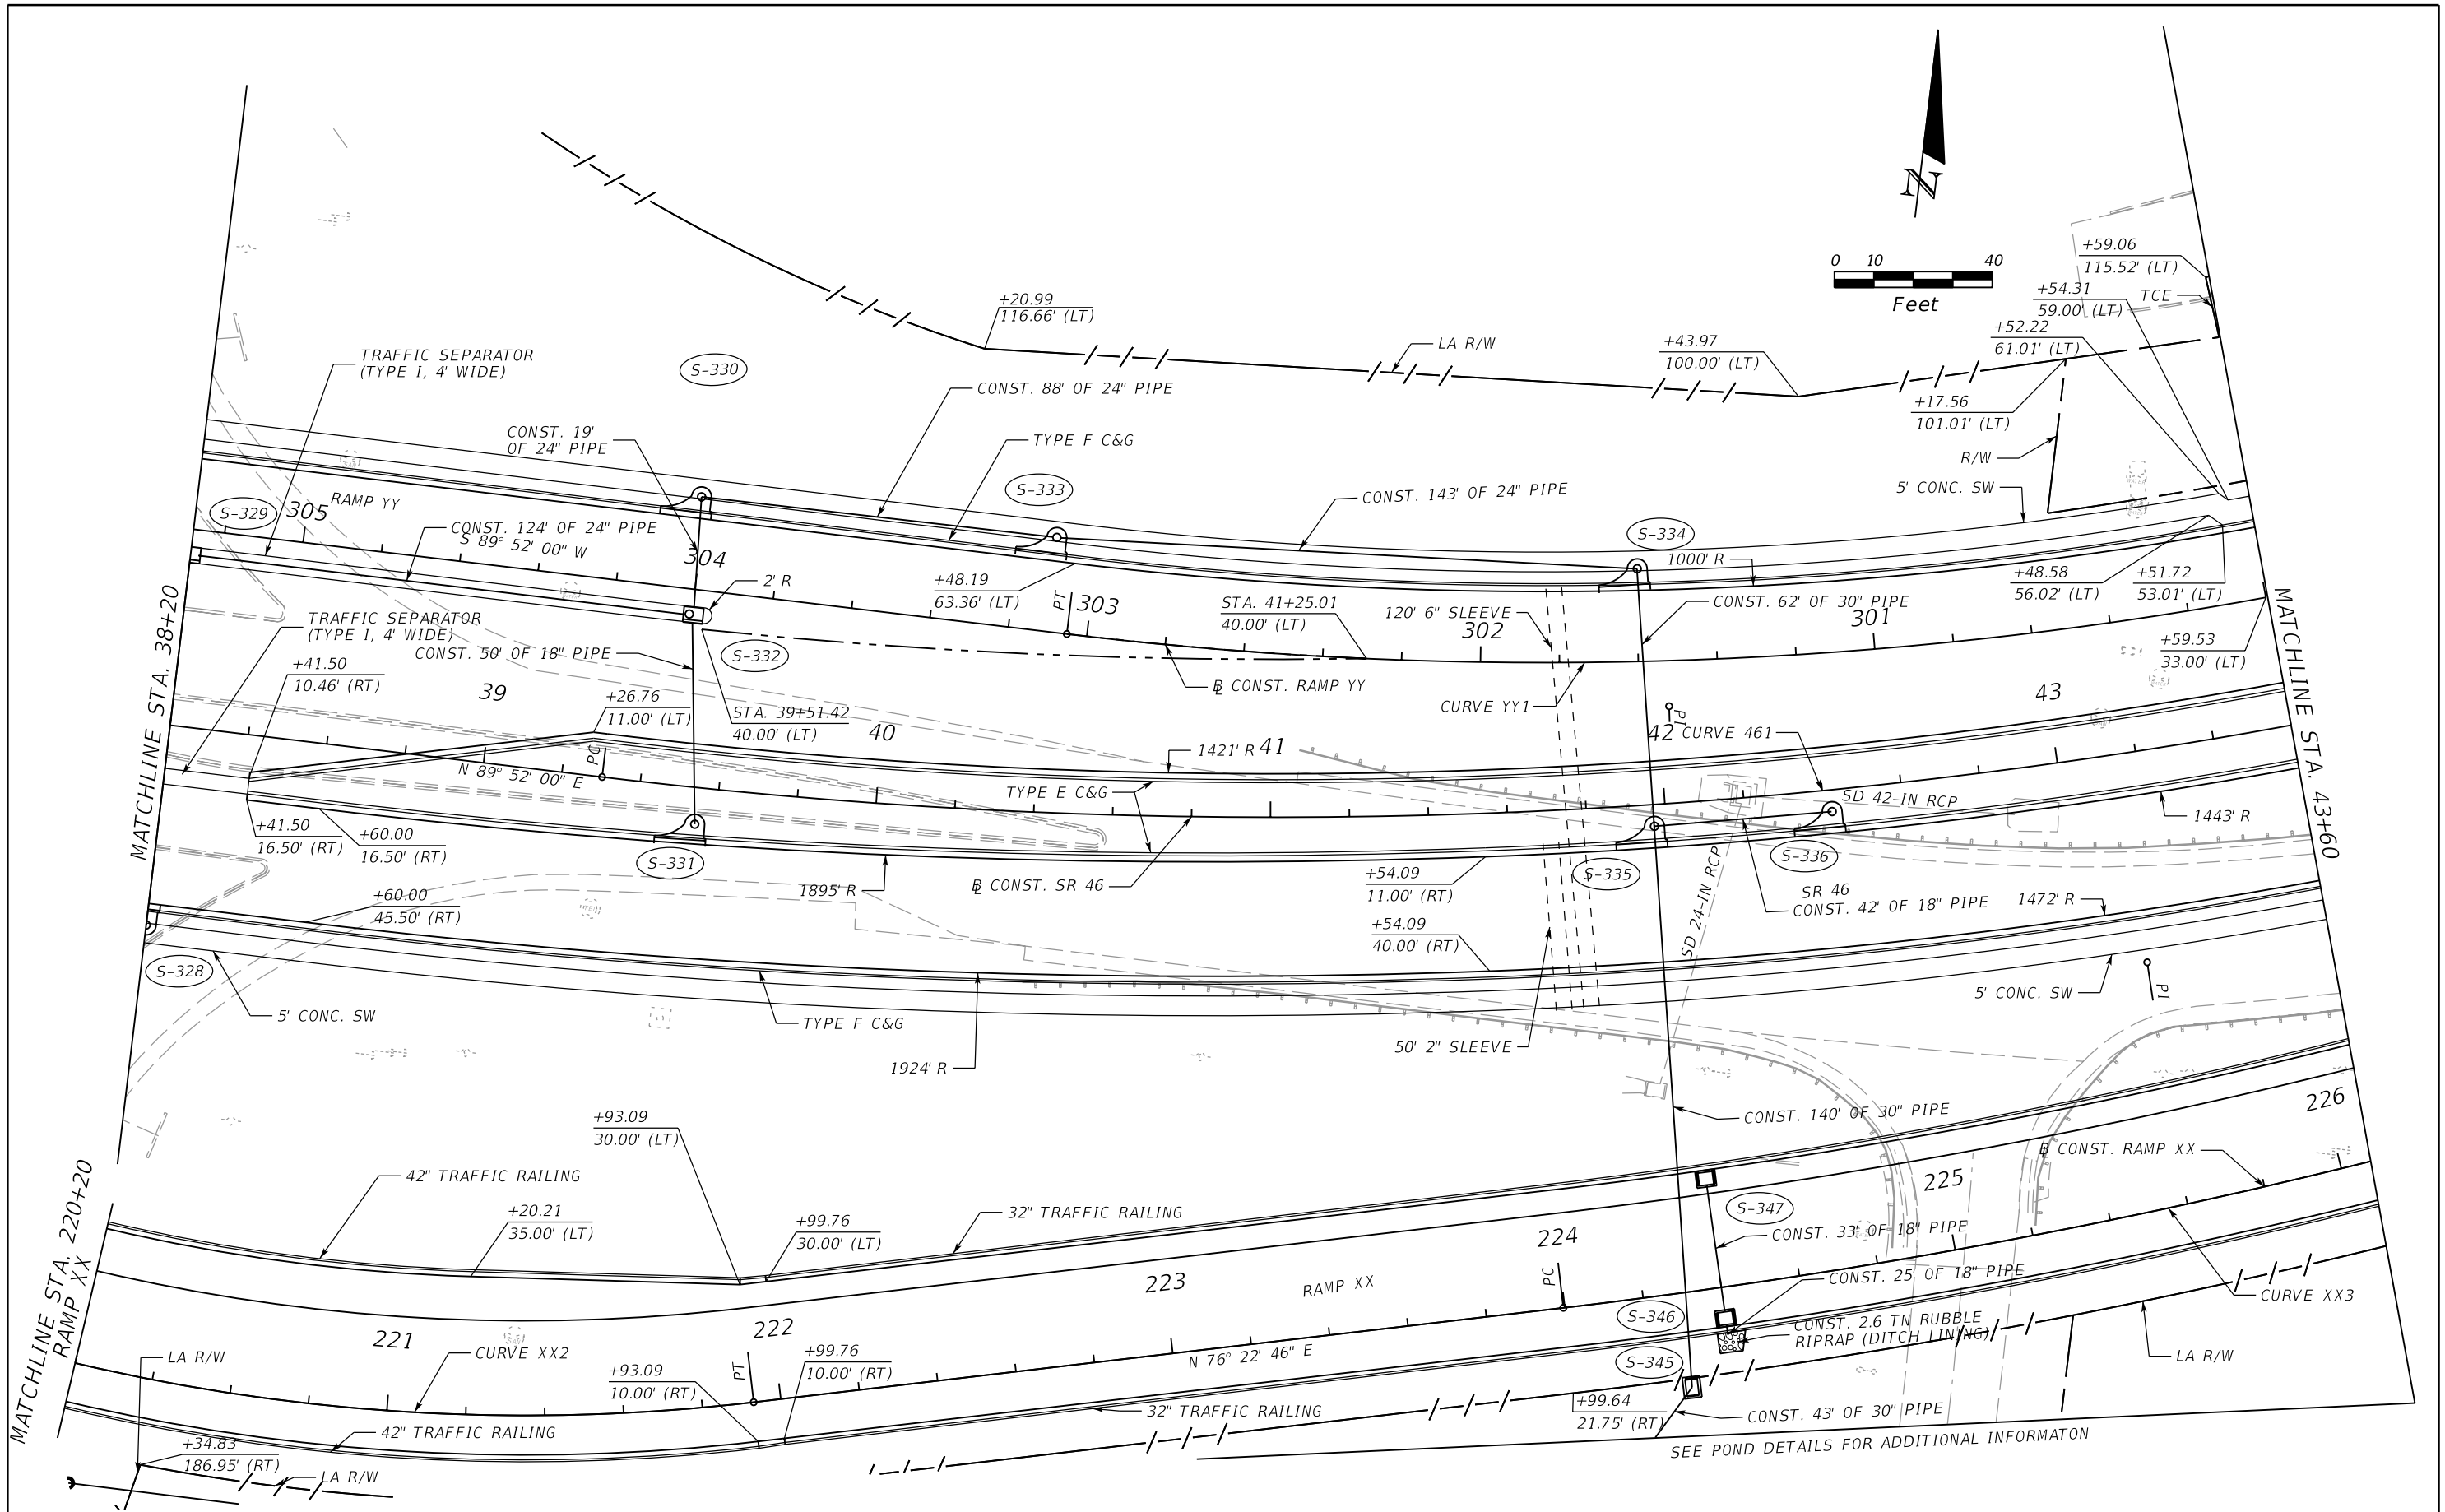 0 10 40
Feet
N
+59.06
115.52' (LT)
+54.31
59.00' (LT)
TCE
+52.22
61.01' (LT)
+20.99
116.66' (LT)
LA R/W
+43.97
100.00' (LT)
+17.56
101.01' (LT)
R/W
5' CONC. SW
TRAFFIC SEPARATOR
(TYPE I, 4' WIDE)
S-330
CONST. 88' OF 24" PIPE
CONST. 19'
OF 24" PIPE
TYPE F C&G
S-333
CONST. 143' OF 24" PIPE
S-329
305
RAMP YY
CONST. 124' OF 24" PIPE
S 89° 52' 00" W
304
S-334
1000' R
2' R
+48.19
63.36' (LT)
PT
303
STA. 41+25.01
40.00' (LT)
120' 6" SLEEVE
302
CONST. 62' OF 30" PIPE
301
+48.58
56.02' (LT)
+51.72
53.01' (LT)
+59.53
33.00' (LT)
MATCHLINE STA. 38+20
MATCHLINE STA. 43+60
TRAFFIC SEPARATOR
(TYPE I, 4' WIDE)
CONST. 50' OF 18" PIPE
S-332
+41.50
10.46' (RT)
39
+26.76
11.00' (LT)
STA. 39+51.42
40.00' (LT)
40
BL CONST. RAMP YY
CURVE YY1
PI
42
CURVE 461
43
1421' R
41
PC
N 89° 52' 00" E
TYPE E C&G
SD 42-IN RCP
1443' R
+41.50
16.50' (RT)
+60.00
16.50' (RT)
S-331
1895' R
BL CONST. SR 46
+54.09
11.00' (RT)
S-335
S-336
SD 24-IN RCP
SR 46
CONST. 42' OF 18" PIPE
1472' R
+60.00
45.50' (RT)
+54.09
40.00' (RT)
S-328
5' CONC. SW
TYPE F C&G
1924' R
50' 2" SLEEVE
5' CONC. SW
PI
+93.09
30.00' (LT)
CONST. 140' OF 30" PIPE
226
BL CONST. RAMP XX
225
42" TRAFFIC RAILING
+20.21
35.00' (LT)
+99.76
30.00' (LT)
32" TRAFFIC RAILING
S-347
CONST. 33' OF 18" PIPE
224
PC
CONST. 25' OF 18" PIPE
MATCHLINE STA. 220+20
RAMP XX
223
RAMP XX
S-346
CONST. 2.6 TN RUBBLE
RIPRAP (DITCH LINING)
CURVE XX3
221
222
CURVE XX2
PT
LA R/W
+93.09
10.00' (RT)
+99.76
10.00' (RT)
N 76° 22' 46" E
S-345
LA R/W
42" TRAFFIC RAILING
32" TRAFFIC RAILING
+99.64
21.75' (RT)
CONST. 43' OF 30" PIPE
+34.83
186.95' (RT)
LA R/W
SEE POND DETAILS FOR ADDITIONAL INFORMATON